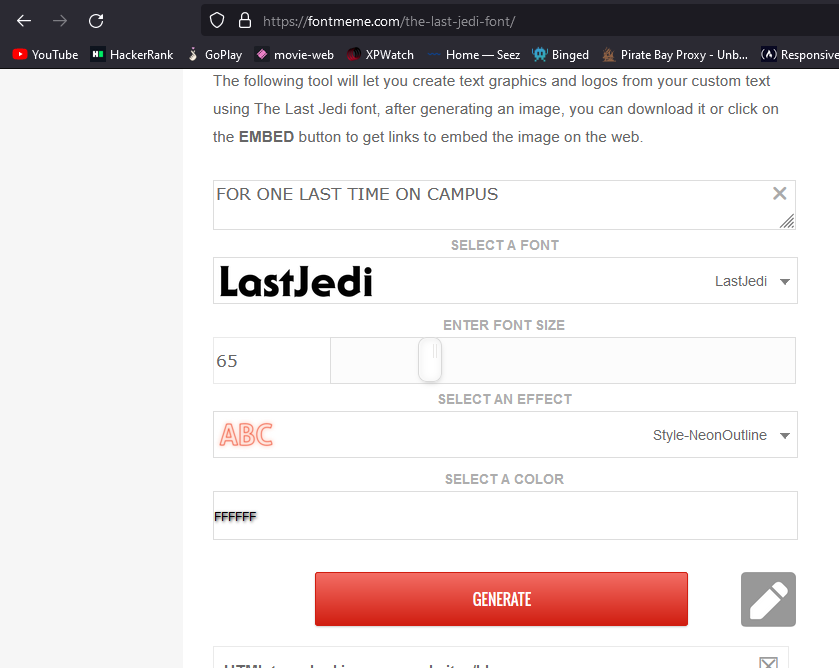 https://fontmeme.com/the-last-jedi-font/
YouTube HackerRank GoPlay movie-web XPWatch Home — Seez Binged Pirate Bay Proxy - Unb... Responsive
The following tool will let you create text graphics and logos from your custom text
using The Last Jedi font, after generating an image, you can download it or click on
the EMBED button to get links to embed the image on the web.
FOR ONE LAST TIME ON CAMPUS
SELECT A FONT
LastJedi LastJedi
ENTER FONT SIZE
65
SELECT AN EFFECT
ABC Style-NeonOutline
SELECT A COLOR
FFFFFF
GENERATE